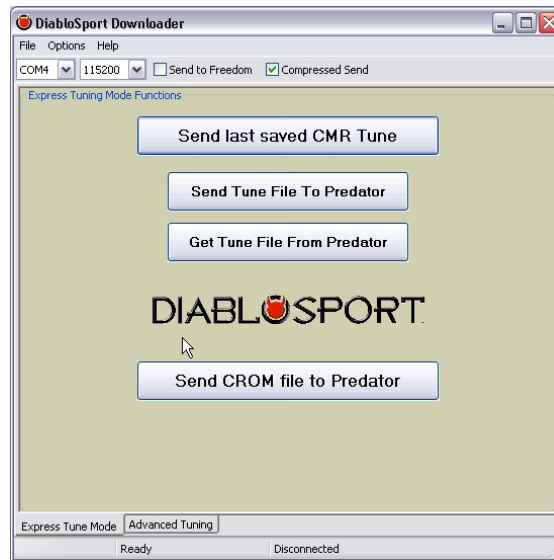 DiabloSport Downloader
File Options Help
COM4 115200 Send to Freedom Compressed Send
Express Tuning Mode Functions
Send last saved CMR Tune
Send Tune File To Predator
Get Tune File From Predator
DIABLOSPORT
Send CROM file to Predator
Express Tune Mode Advanced Tuning
Ready Disconnected